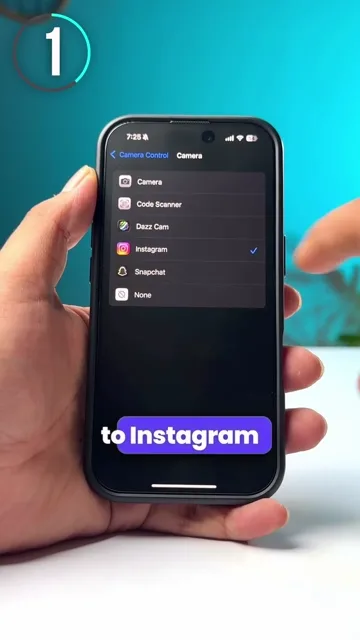 1
7:25
Camera Control
Camera
Camera
Code Scanner
Dazz Cam
Instagram
Snapchat
None
to Instagram